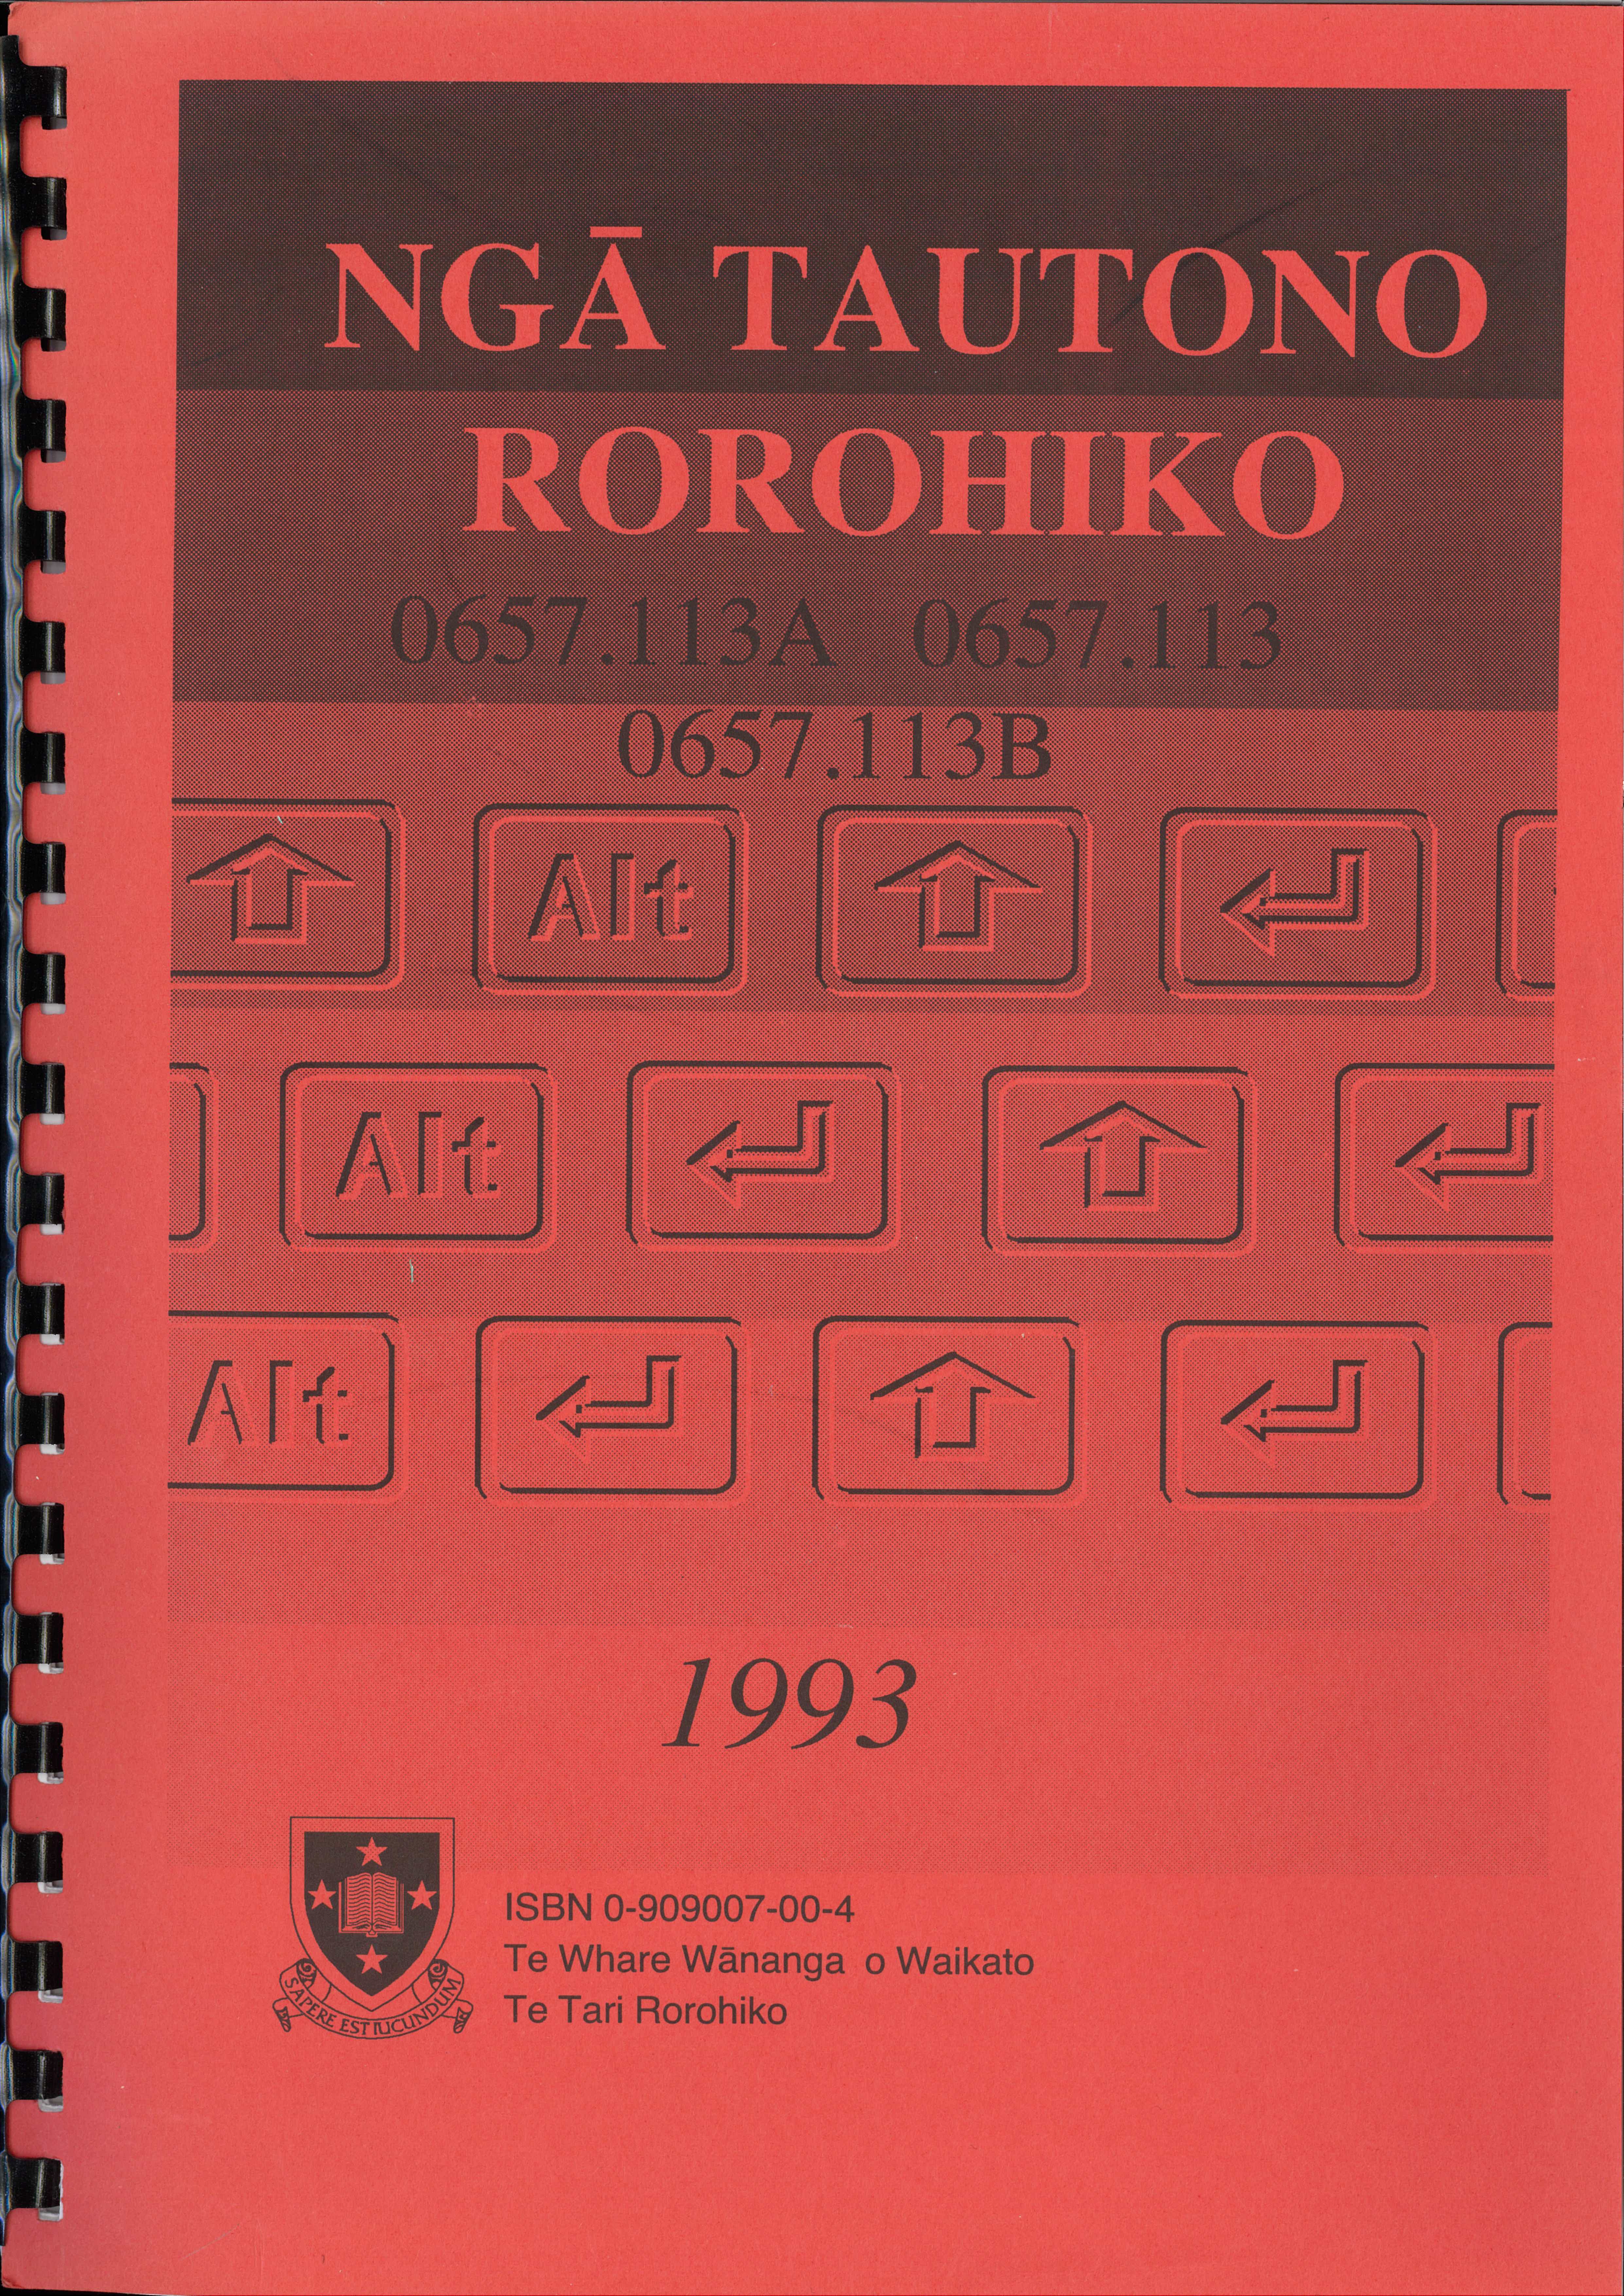 NGĀ TAUTONO
ROROHIKO
0657.113A 0657.113
0657.113B
Alt
Alt
Alt
1993
ISBN 0-909007-00-4
Te Whare Wānanga o Waikato
Te Tari Rorohiko
SAPERE EST IUCUNDUM